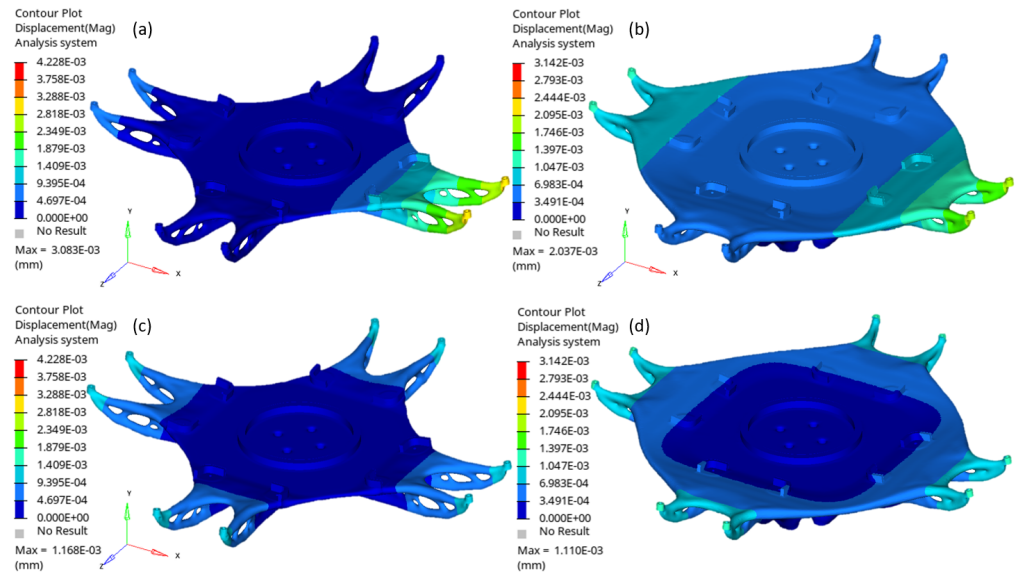 Contour Plot
Displacement(Mag)
Analysis system
(a)
4.228E-03
3.758E-03
3.288E-03
2.818E-03
2.349E-03
1.879E-03
1.409E-03
9.395E-04
4.697E-04
0.000E+00
No Result
Max = 3.083E-03
(mm)
Y
X
Z
Contour Plot
Displacement(Mag)
Analysis system
(b)
3.142E-03
2.793E-03
2.444E-03
2.095E-03
1.746E-03
1.397E-03
1.047E-03
6.983E-04
3.491E-04
0.000E+00
No Result
Max = 2.037E-03
(mm)
Y
X
Z
Contour Plot
Displacement(Mag)
Analysis system
(c)
4.228E-03
3.758E-03
3.288E-03
2.818E-03
2.349E-03
1.879E-03
1.409E-03
9.395E-04
4.697E-04
0.000E+00
No Result
Max = 1.168E-03
(mm)
Y
X
Z
Contour Plot
Displacement(Mag)
Analysis system
(d)
3.142E-03
2.793E-03
2.444E-03
2.095E-03
1.746E-03
1.397E-03
1.047E-03
6.983E-04
3.491E-04
0.000E+00
No Result
Max = 1.110E-03
(mm)